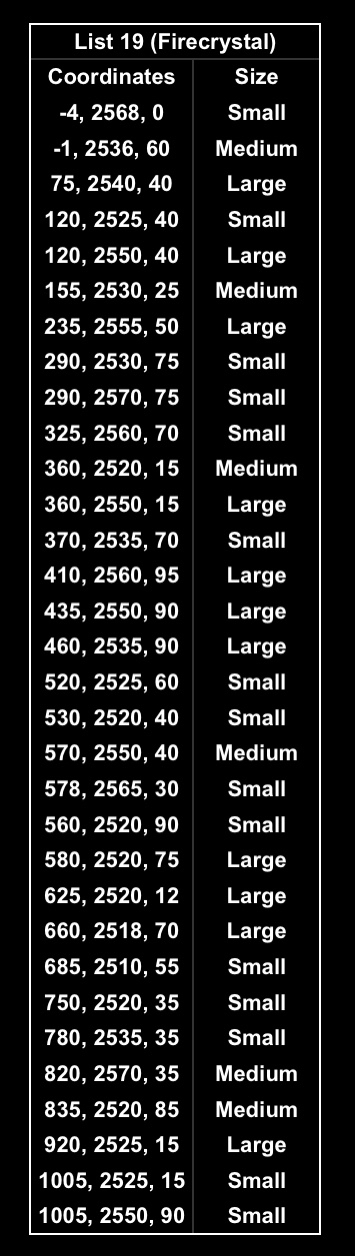 List 19 (Firecrystal)
Coordinates Size
-4, 2568, 0 Small
-1, 2536, 60 Medium
75, 2540, 40 Large
120, 2525, 40 Small
120, 2550, 40 Large
155, 2530, 25 Medium
235, 2555, 50 Large
290, 2530, 75 Small
290, 2570, 75 Small
325, 2560, 70 Small
360, 2520, 15 Medium
360, 2550, 15 Large
370, 2535, 70 Small
410, 2560, 95 Large
435, 2550, 90 Large
460, 2535, 90 Large
520, 2525, 60 Small
530, 2520, 40 Small
570, 2550, 40 Medium
578, 2565, 30 Small
560, 2520, 90 Small
580, 2520, 75 Large
625, 2520, 12 Large
660, 2518, 70 Large
685, 2510, 55 Small
750, 2520, 35 Small
780, 2535, 35 Small
820, 2570, 35 Medium
835, 2520, 85 Medium
920, 2525, 15 Large
1005, 2525, 15 Small
1005, 2550, 90 Small